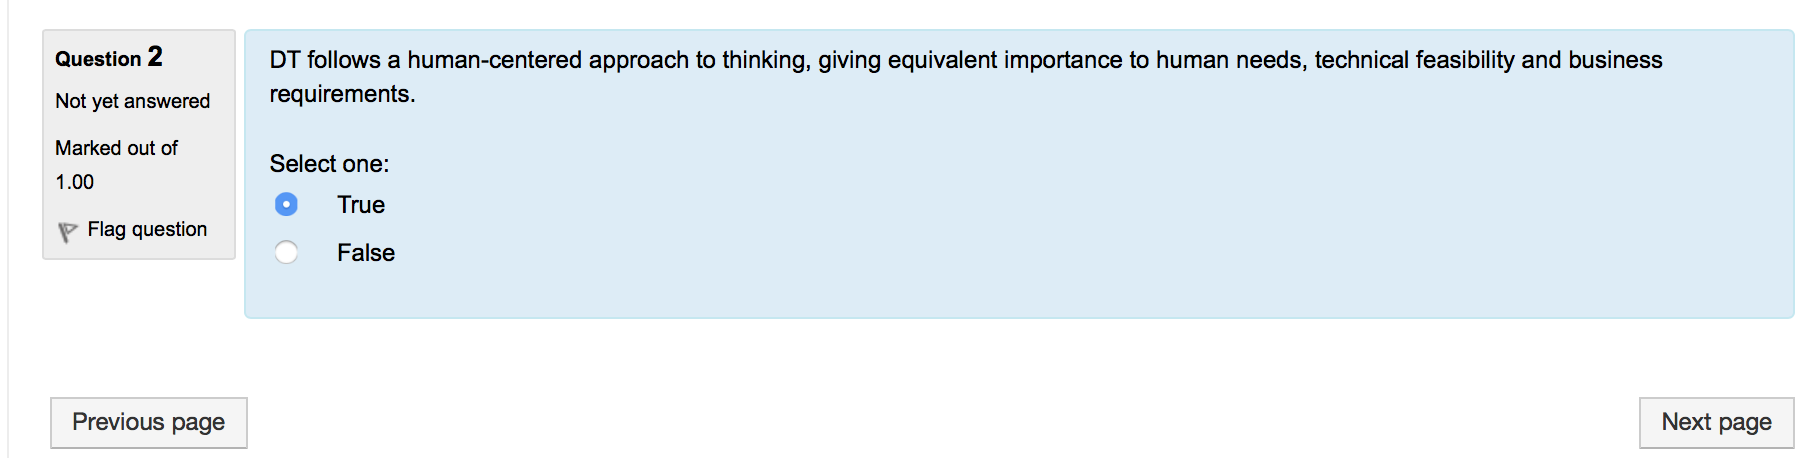 Question 2
Not yet answered
Marked out of
1.00
Flag question
DT follows a human-centered approach to thinking, giving equivalent importance to human needs, technical feasibility and business
requirements.
Select one:
True
False
Previous page
Next page